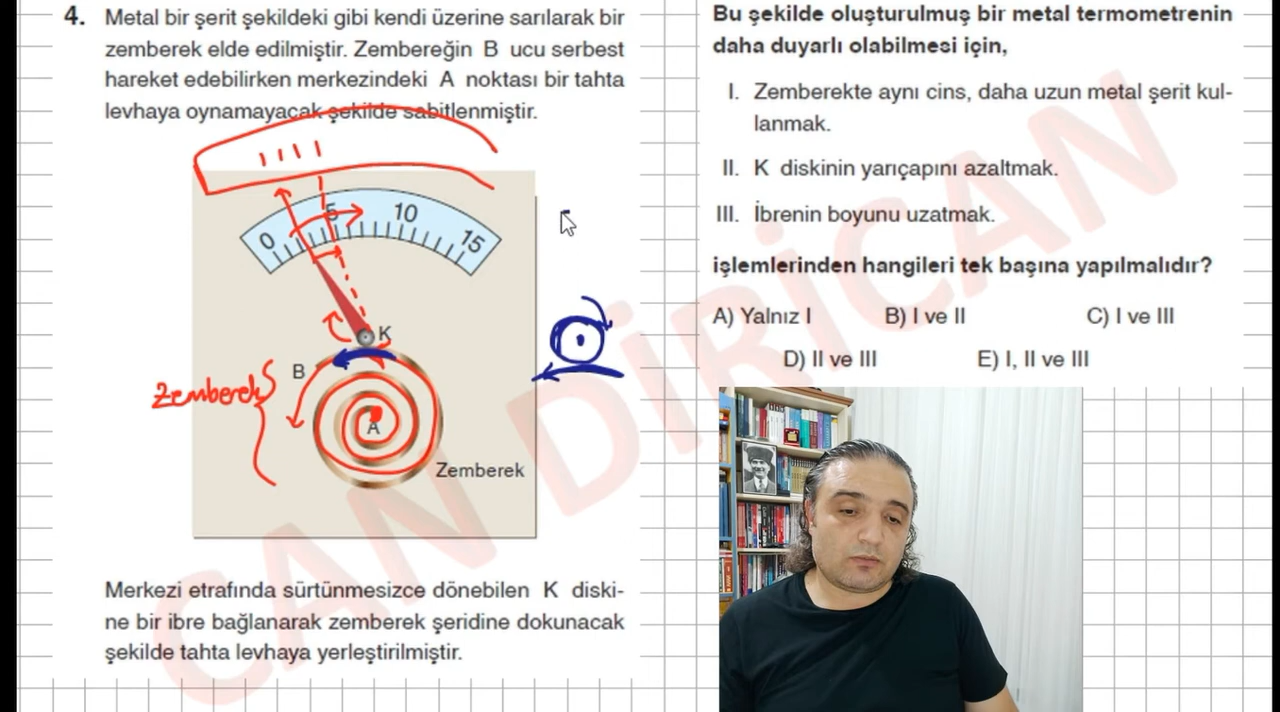 4. Metal bir şerit şekildeki gibi kendi üzerine sarılarak bir
zemberek elde edilmiştir. Zembereğin B ucu serbest
hareket edebilirken merkezindeki A noktası bir tahta
levhaya oynamayacak şekilde sabitlenmiştir.
0 5 10 15
K
B
Zemberek
A
Zemberek
Merkezi etrafında sürtünmesizce dönebilen K diski-
ne bir ibre bağlanarak zemberek şeridine dokunacak
şekilde tahta levhaya yerleştirilmiştir.
Bu şekilde oluşturulmuş bir metal termometrenin
daha duyarlı olabilmesi için,
I. Zemberekte aynı cins, daha uzun metal şerit kul-
lanmak.
II. K diskinin yarıçapını azaltmak.
III. İbrenin boyunu uzatmak.
işlemlerinden hangileri tek başına yapılmalıdır?
A) Yalnız I B) I ve II C) I ve III
D) II ve III E) I, II ve III
CAN DİRİCAN